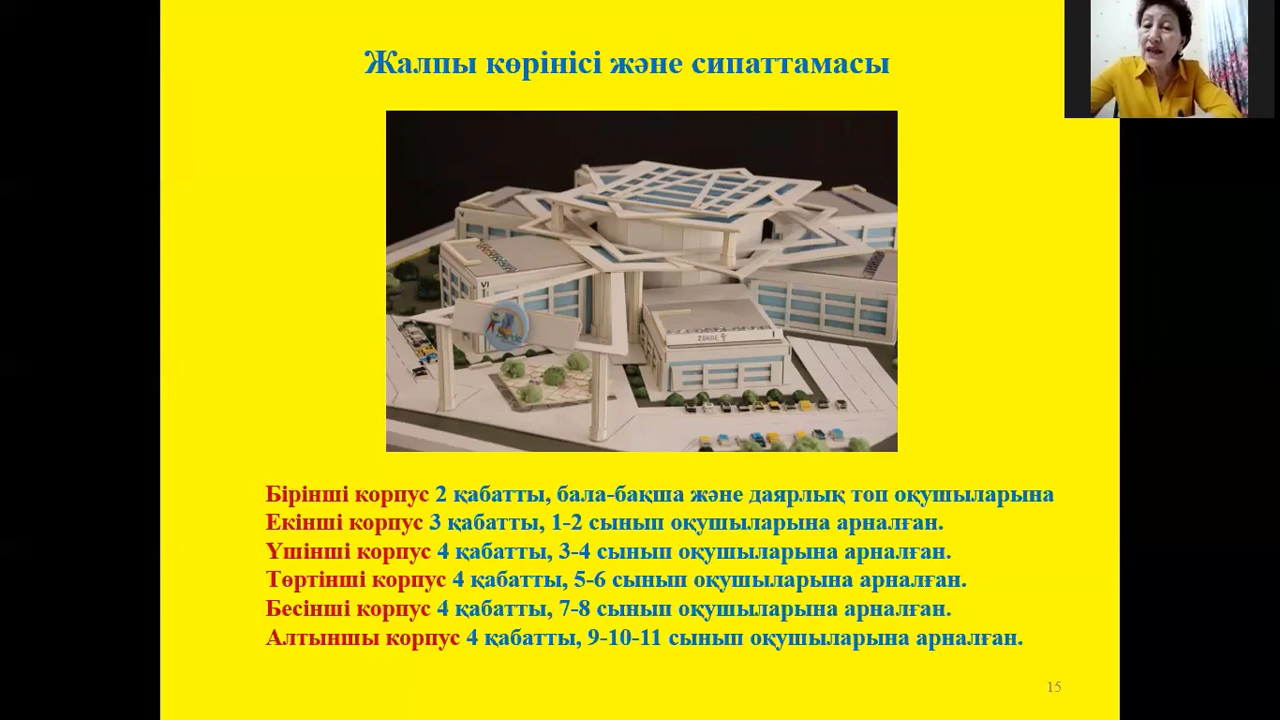 Жалпы көрінісі және сипаттамасы
VI
ZEREK
Бірінші корпус 2 қабатты, бала-бақша және даярлық топ оқушыларына
Екінші корпус 3 қабатты, 1-2 сынып оқушыларына арналған.
Үшінші корпус 4 қабатты, 3-4 сынып оқушыларына арналған.
Төртінші корпус 4 қабатты, 5-6 сынып оқушыларына арналған.
Бесінші корпус 4 қабатты, 7-8 сынып оқушыларына арналған.
Алтыншы корпус 4 қабатты, 9-10-11 сынып оқушыларына арналған.
15